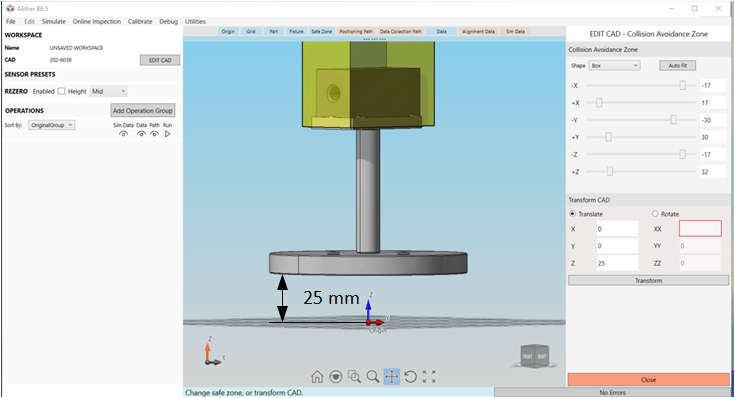 AEther B6.5
File Edit Simulate Online Inspection Calibrate Debug Utilities
WORKSPACE
Name UNSAVED WORKSPACE
CAD 202-6038 EDIT CAD
SENSOR PRESETS
REZERO Enabled Height Mid
OPERATIONS Add Operation Group
Sort By: OriginalGroup Sim Data Data Path Run
Origin Grid Part Fixture Safe Zone Positioning Path Data Collection Path Data Alignment Data Sim Data
25 mm
Z
Origin
Z
FRONT RIGHT
Change safe zone, or transform CAD.
EDIT CAD - Collision Avoidance Zone
Collision Avoidance Zone
Shape Box Auto Fit
-X -17
+X 17
-Y -30
+Y 30
-Z -17
+Z 32
Transform CAD
Translate Rotate
X 0 XX
Y 0 YY 0
Z 25 ZZ 0
Transform
Close
No Errors